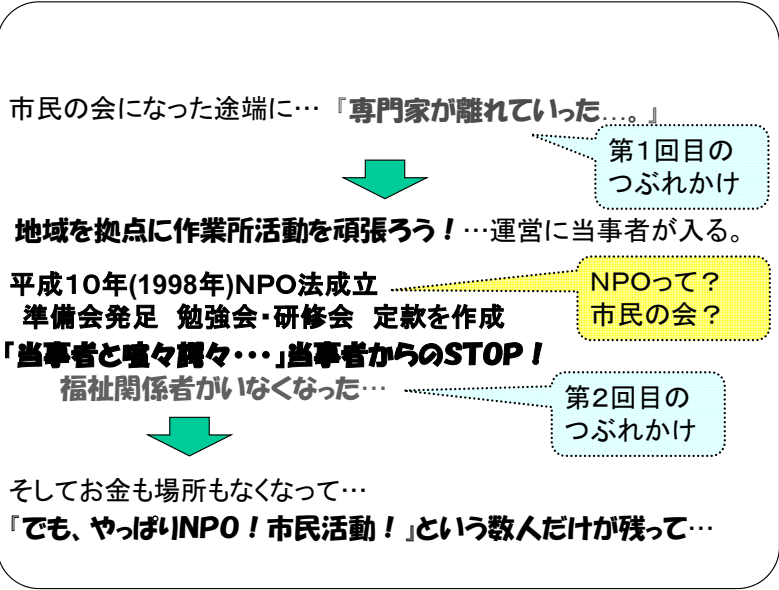 市民の会になった途端に… 『専門家が離れていった…。』
第1回目の
つぶれかけ
地域を拠点に作業所活動を頑張ろう!…運営に当事者が入る。
平成10年(1998年)NPO法成立
NPOって?
市民の会?
準備会発足 勉強会・研修会 定款を作成
「当事者と喧々諤々・・・」当事者からのSTOP!
福祉関係者がいなくなった…
第2回目の
つぶれかけ
そしてお金も場所もなくなって…
『でも、やっぱりNPO!市民活動!』という数人だけが残って…